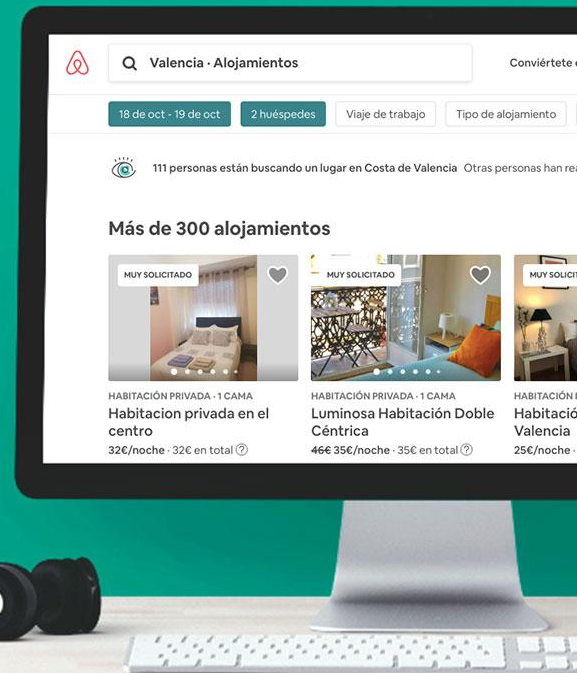 Valencia · Alojamientos
Conviértete
18 de oct - 19 de oct
2 huéspedes
Viaje de trabajo
Tipo de alojamiento
111 personas están buscando un lugar en Costa de Valencia Otras personas han
Más de 300 alojamientos
MUY SOLICITADO
MUY SOLICITADO
MUY
HABITACIÓN PRIVADA · 1 CAMA
Habitacion privada en el
centro
32€/noche · 32€ en total ?
HABITACIÓN PRIVADA · 1 CAMA
Luminosa Habitación Doble
Céntrica
46€ 35€/noche · 35€ en total ?
HABITACIÓN
Habitació
Valencia
25€/noche ·